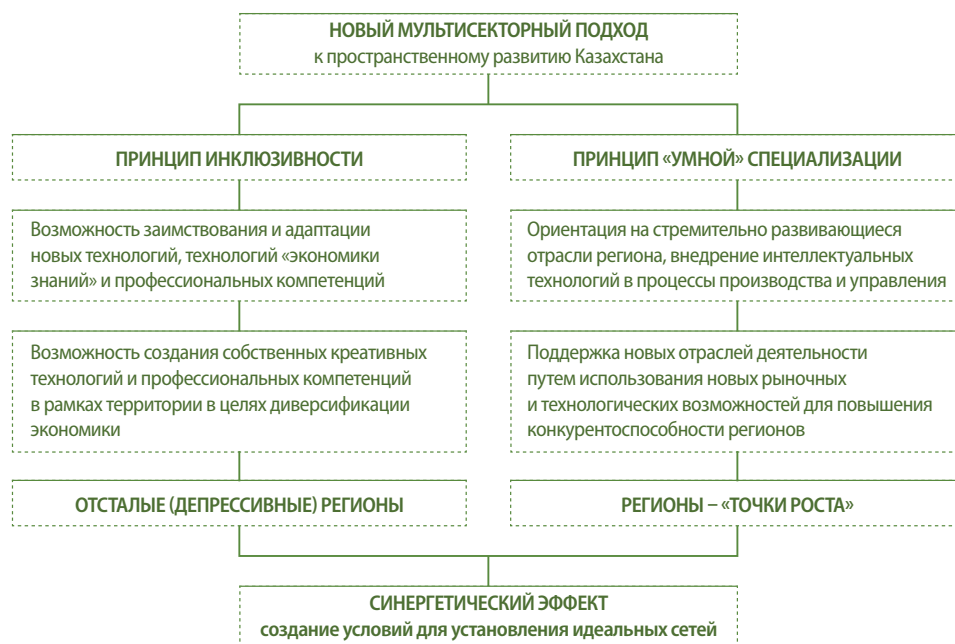 НОВЫЙ МУЛЬТИСЕКТОРНЫЙ ПОДХОД
к пространственному развитию Казахстана
ПРИНЦИП ИНКЛЮЗИВНОСТИ
Возможность заимствования и адаптации
новых технологий, технологий «экономики
знаний» и профессиональных компетенций
Возможность создания собственных креативных
технологий и профессиональных компетенций
в рамках территории в целях диверсификации
экономики
ОТСТАЛЫЕ (ДЕПРЕССИВНЫЕ) РЕГИОНЫ
ПРИНЦИП «УМНОЙ» СПЕЦИАЛИЗАЦИИ
Ориентация на стремительно развивающиеся
отрасли региона, внедрение интеллектуальных
технологий в процессы производства и управления
Поддержка новых отраслей деятельности
путем использования новых рыночных
и технологических возможностей для повышения
конкурентоспособности регионов
РЕГИОНЫ – «ТОЧКИ РОСТА»
СИНЕРГЕТИЧЕСКИЙ ЭФФЕКТ
создание условий для установления идеальных сетей